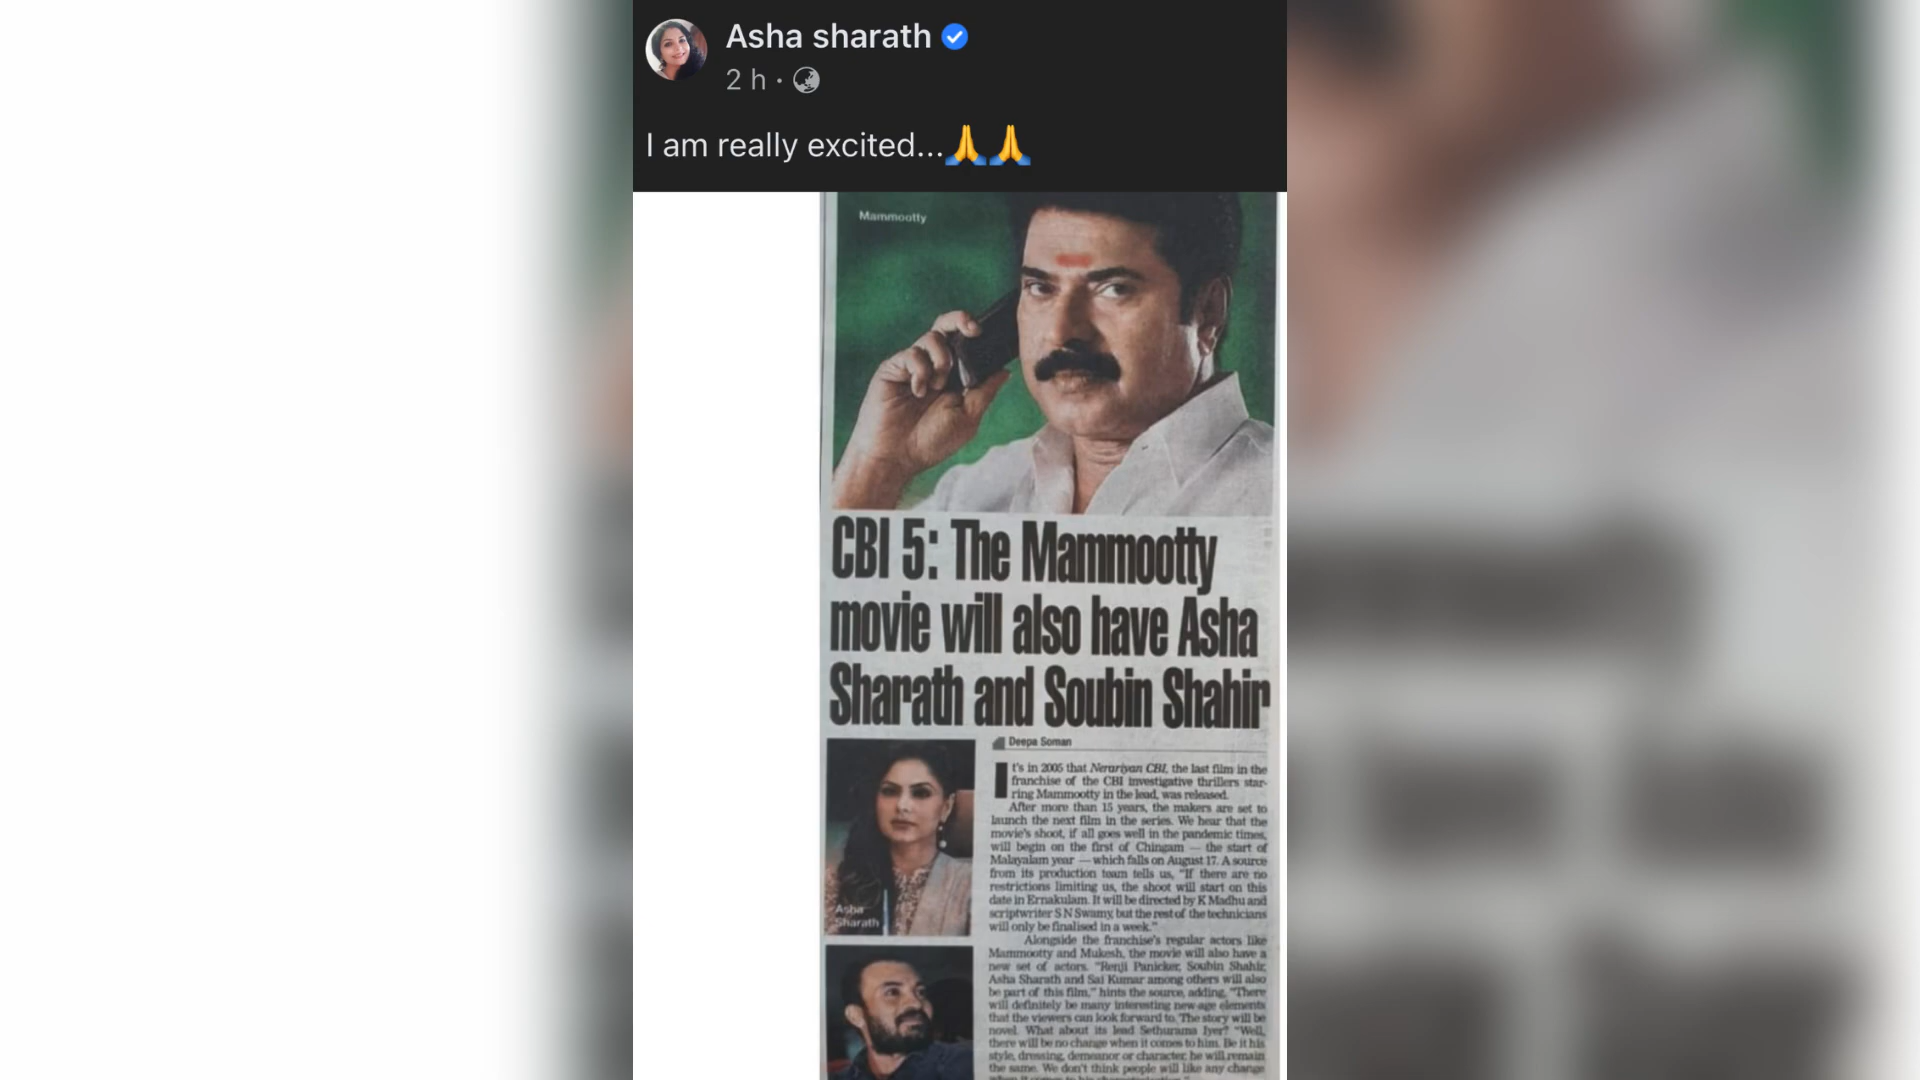 Asha sharath
2 h ·
I am really excited...🙏🙏
Mammootty
CBI 5: The Mammootty
movie will also have Asha
Sharath and Soubin Shahir
Deepa Soman
It's in 2005 that Nerariyan CBI, the last film in the
franchise of the CBI investigative thrillers star-
ring Mammootty in the lead, was released.
After more than 15 years, the makers are set to
launch the next film in the series. We hear that the
movie's shoot, if all goes well in the pandemic times,
will begin on the first of Chingam — the start of
Malayalam year — which falls on August 17. A source
from its production team tells us, "If there are no
restrictions limiting us, the shoot will start on this
date in Ernakulam. It will be directed by K Madhu and
scriptwriter S N Swamy, but the rest of the technicians
will only be finalised in a week."
Asha
Sharath
Alongside the franchise's regular actors like
Mammootty and Mukesh, the movie will also have a
new set of actors. "Renji Panicker, Soubin Shahir,
Asha Sharath and Sai Kumar among others will also
be part of this film," hints the source, adding, "There
will definitely be many interesting new-age elements
that the viewers can look forward to. The story will be
novel. What about its lead Sethurama Iyer? "Well,
there will be no change when it comes to him. Be it his
style, dressing, demeanor or character, he will remain
the same. We don't think people will like any change